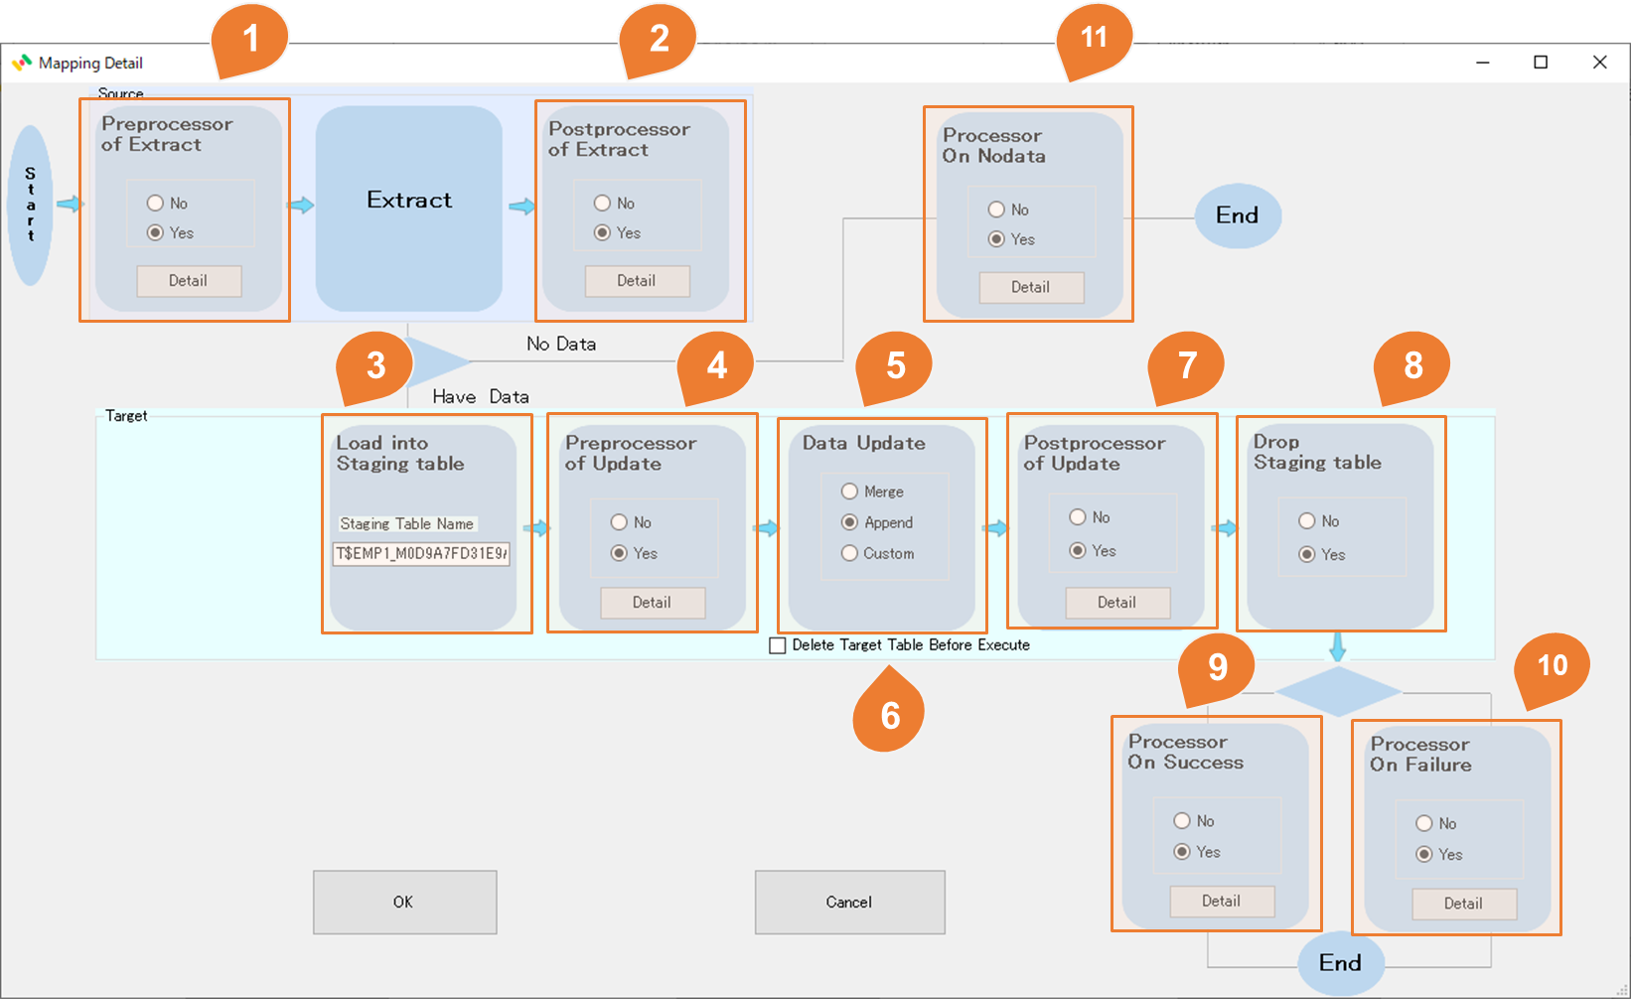 1
2
11
Mapping Detail
Source
Start
Preprocessor
of Extract
No
Yes
Detail
Extract
Postprocessor
of Extract
No
Yes
Detail
Processor
On Nodata
No
Yes
Detail
End
No Data
Have Data
3
4
5
7
8
Target
Load into
Staging table
Staging Table Name
Preprocessor
of Update
No
Yes
Detail
Data Update
Merge
Append
Custom
Postprocessor
of Update
No
Yes
Detail
Drop
Staging table
No
Yes
Delete Target Table Before Execute
6
9
10
Processor
On Success
No
Yes
Detail
Processor
On Failure
No
Yes
Detail
OK
Cancel
End